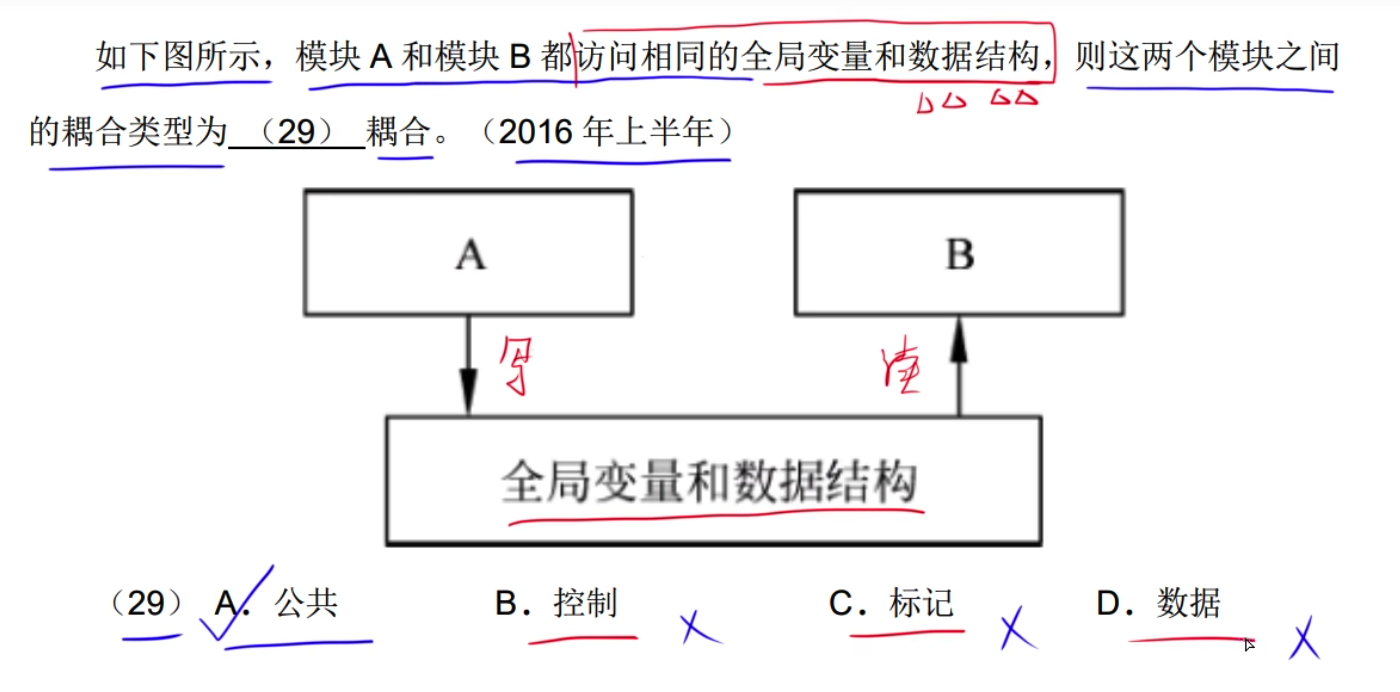 如下图所示，模块 A 和模块 B 都访问相同的全局变量和数据结构，则这两个模块之间
的耦合类型为 （29） 耦合。（2016 年上半年）
A
B
写
读
全局变量和数据结构
（29） A．公共 B．控制 C．标记 D．数据